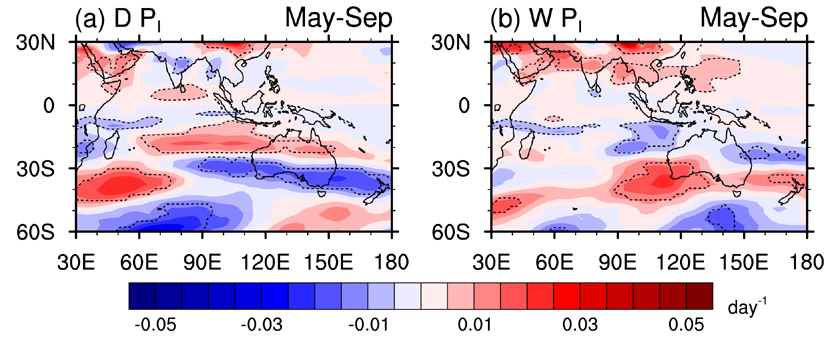 (a) D P_I May-Sep
(b) W P_I May-Sep
30N
0
30S
60S
30E 60E 90E 120E 150E 180
30N
0
30S
60S
30E 60E 90E 120E 150E 180
-0.05 -0.03 -0.01 0.01 0.03 0.05 day⁻¹